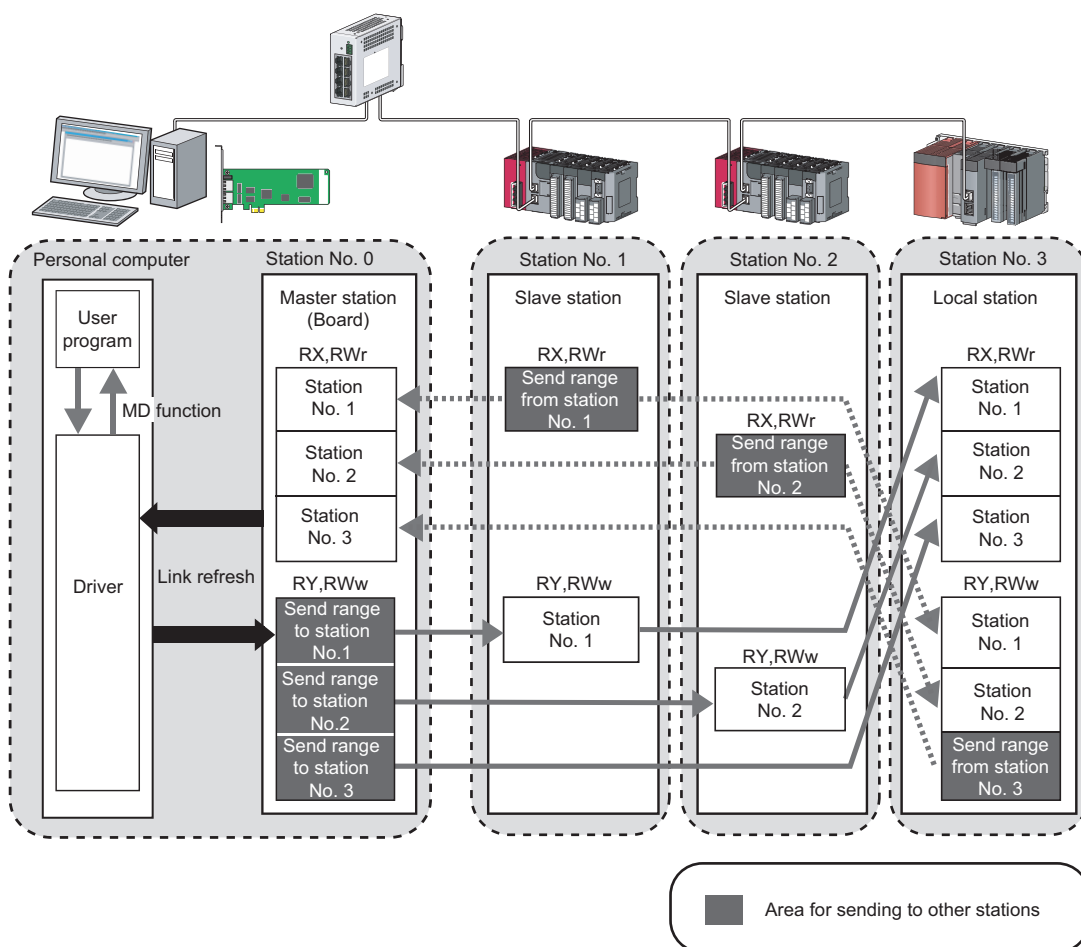 Personal computer
User
program
MD function
Driver
Link refresh
Station No. 0
Master station
(Board)
RX,RWr
Station
No. 1
Station
No. 2
Station
No. 3
RY,RWw
Send range
to station
No.1
Send range
to station
No.2
Send range
to station
No. 3
Station No. 1
Slave station
RX,RWr
Send range
from station
No. 1
RY,RWw
Station
No. 1
Station No. 2
Slave station
RX,RWr
Send range
from station
No. 2
RY,RWw
Station
No. 2
Station No. 3
Local station
RX,RWr
Station
No. 1
Station
No. 2
Station
No. 3
RY,RWw
Station
No. 1
Station
No. 2
Send range
from station
No. 3
Area for sending to other stations